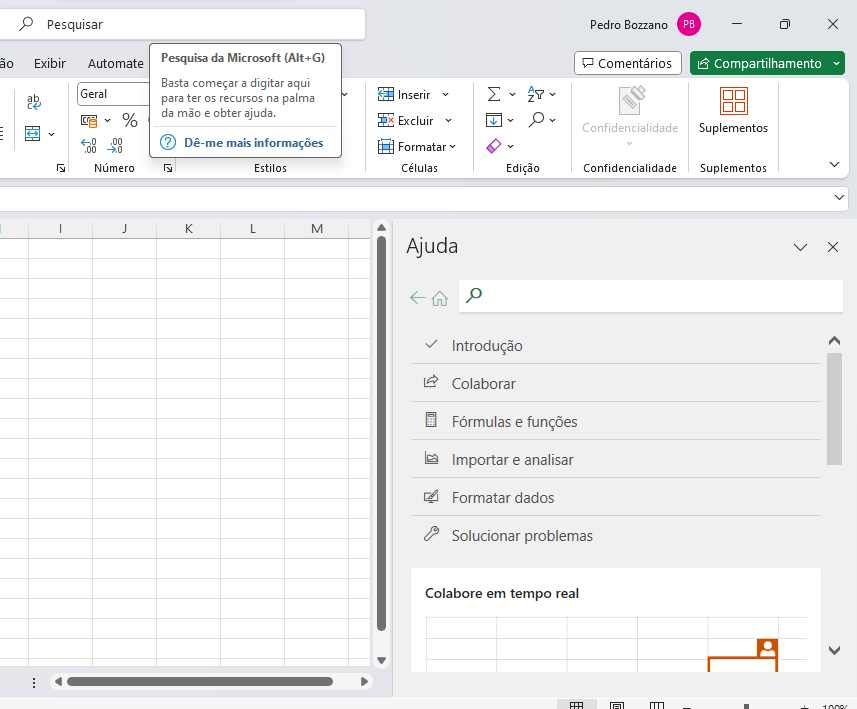 Pesquisar
Pedro Bozzano
PB
Exibir
Automate
Pesquisa da Microsoft (Alt+G)
Basta começar a digitar aqui
para ter os recursos na palma
da mão e obter ajuda.
Dê-me mais informações
Comentários
Compartilhamento
ab
Geral
%
Inserir
Excluir
Formatar
Confidencialidade
Suplementos
Número
Estilos
Células
Edição
Confidencialidade
Suplementos
I J K L M
Ajuda
Introdução
Colaborar
Fórmulas e funções
Importar e analisar
Formatar dados
Solucionar problemas
Colabore em tempo real
100%